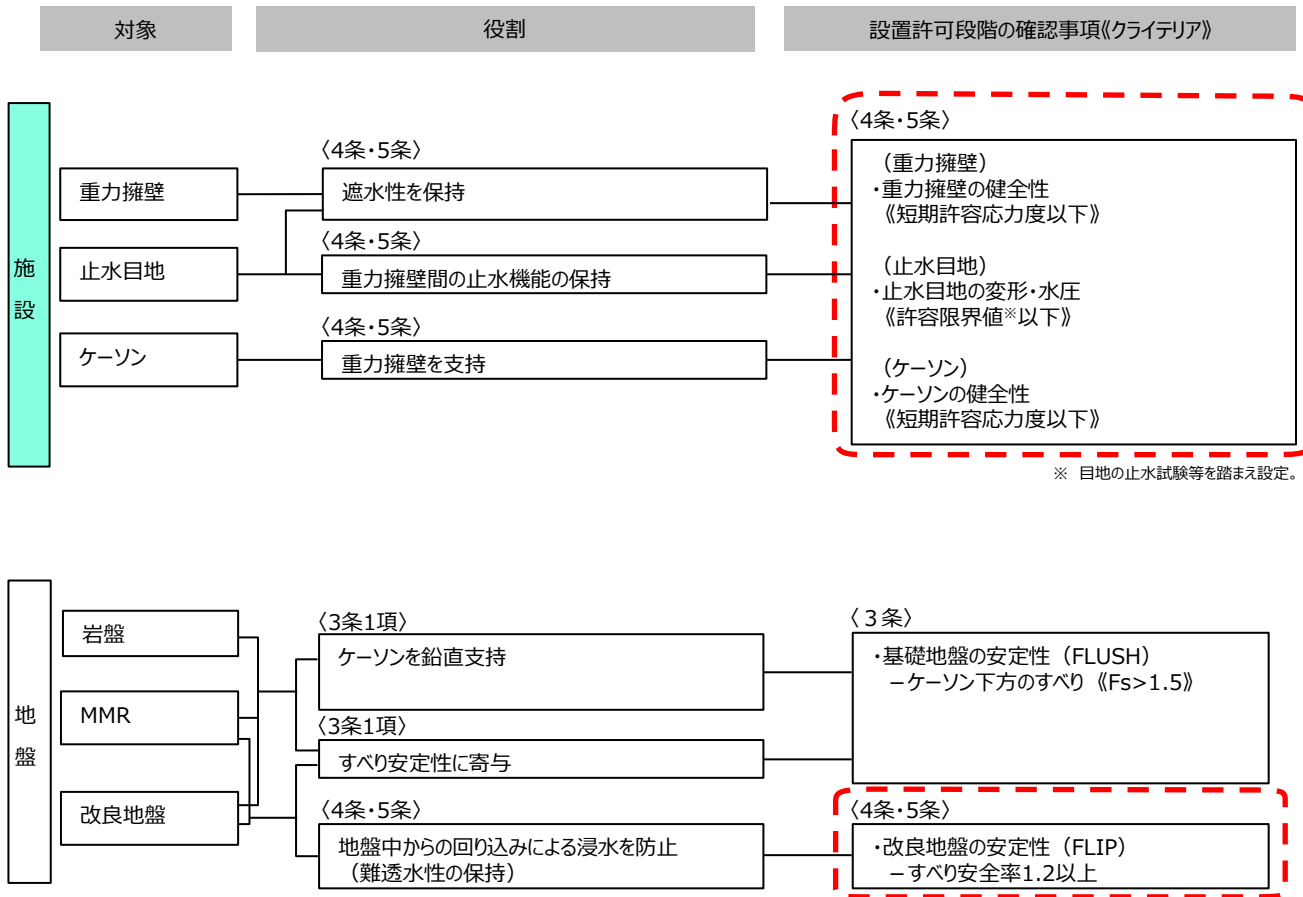 対象
役割
設置許可段階の確認事項《クライテリア》
施設
重力擁壁
止水目地
ケーソン
〈4条・5条〉
遮水性を保持
〈4条・5条〉
重力擁壁間の止水機能の保持
〈4条・5条〉
重力擁壁を支持
〈4条・5条〉
（重力擁壁）
・重力擁壁の健全性
《短期許容応力度以下》
（止水目地）
・止水目地の変形・水圧
《許容限界値※以下》
（ケーソン）
・ケーソンの健全性
《短期許容応力度以下》
※ 目地の止水試験等を踏まえ設定。
地盤
岩盤
MMR
改良地盤
〈3条1項〉
ケーソンを鉛直支持
〈3条1項〉
すべり安定性に寄与
〈4条・5条〉
地盤中からの回り込みによる浸水を防止
（難透水性の保持）
〈３条〉
・基礎地盤の安定性（FLUSH）
－ケーソン下方のすべり《Fs>1.5》
〈4条・5条〉
・改良地盤の安定性（FLIP）
－すべり安全率1.2以上